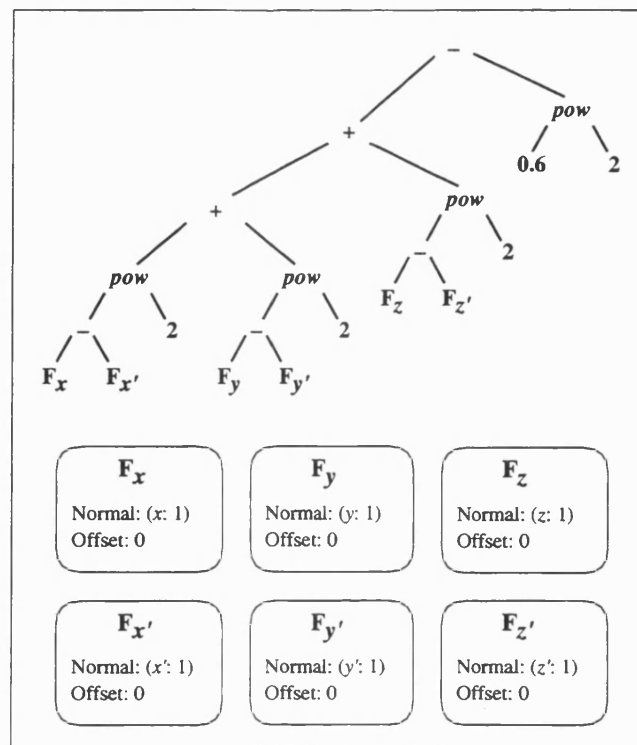 −
pow
+
0.6 2
pow
+
− 2
pow pow
F_z F_z'
− 2 − 2
F_x F_x' F_y F_y'
F_x F_y F_z
Normal: (x: 1) Normal: (y: 1) Normal: (z: 1)
Offset: 0 Offset: 0 Offset: 0
F_x' F_y' F_z'
Normal: (x': 1) Normal: (y': 1) Normal: (z': 1)
Offset: 0 Offset: 0 Offset: 0